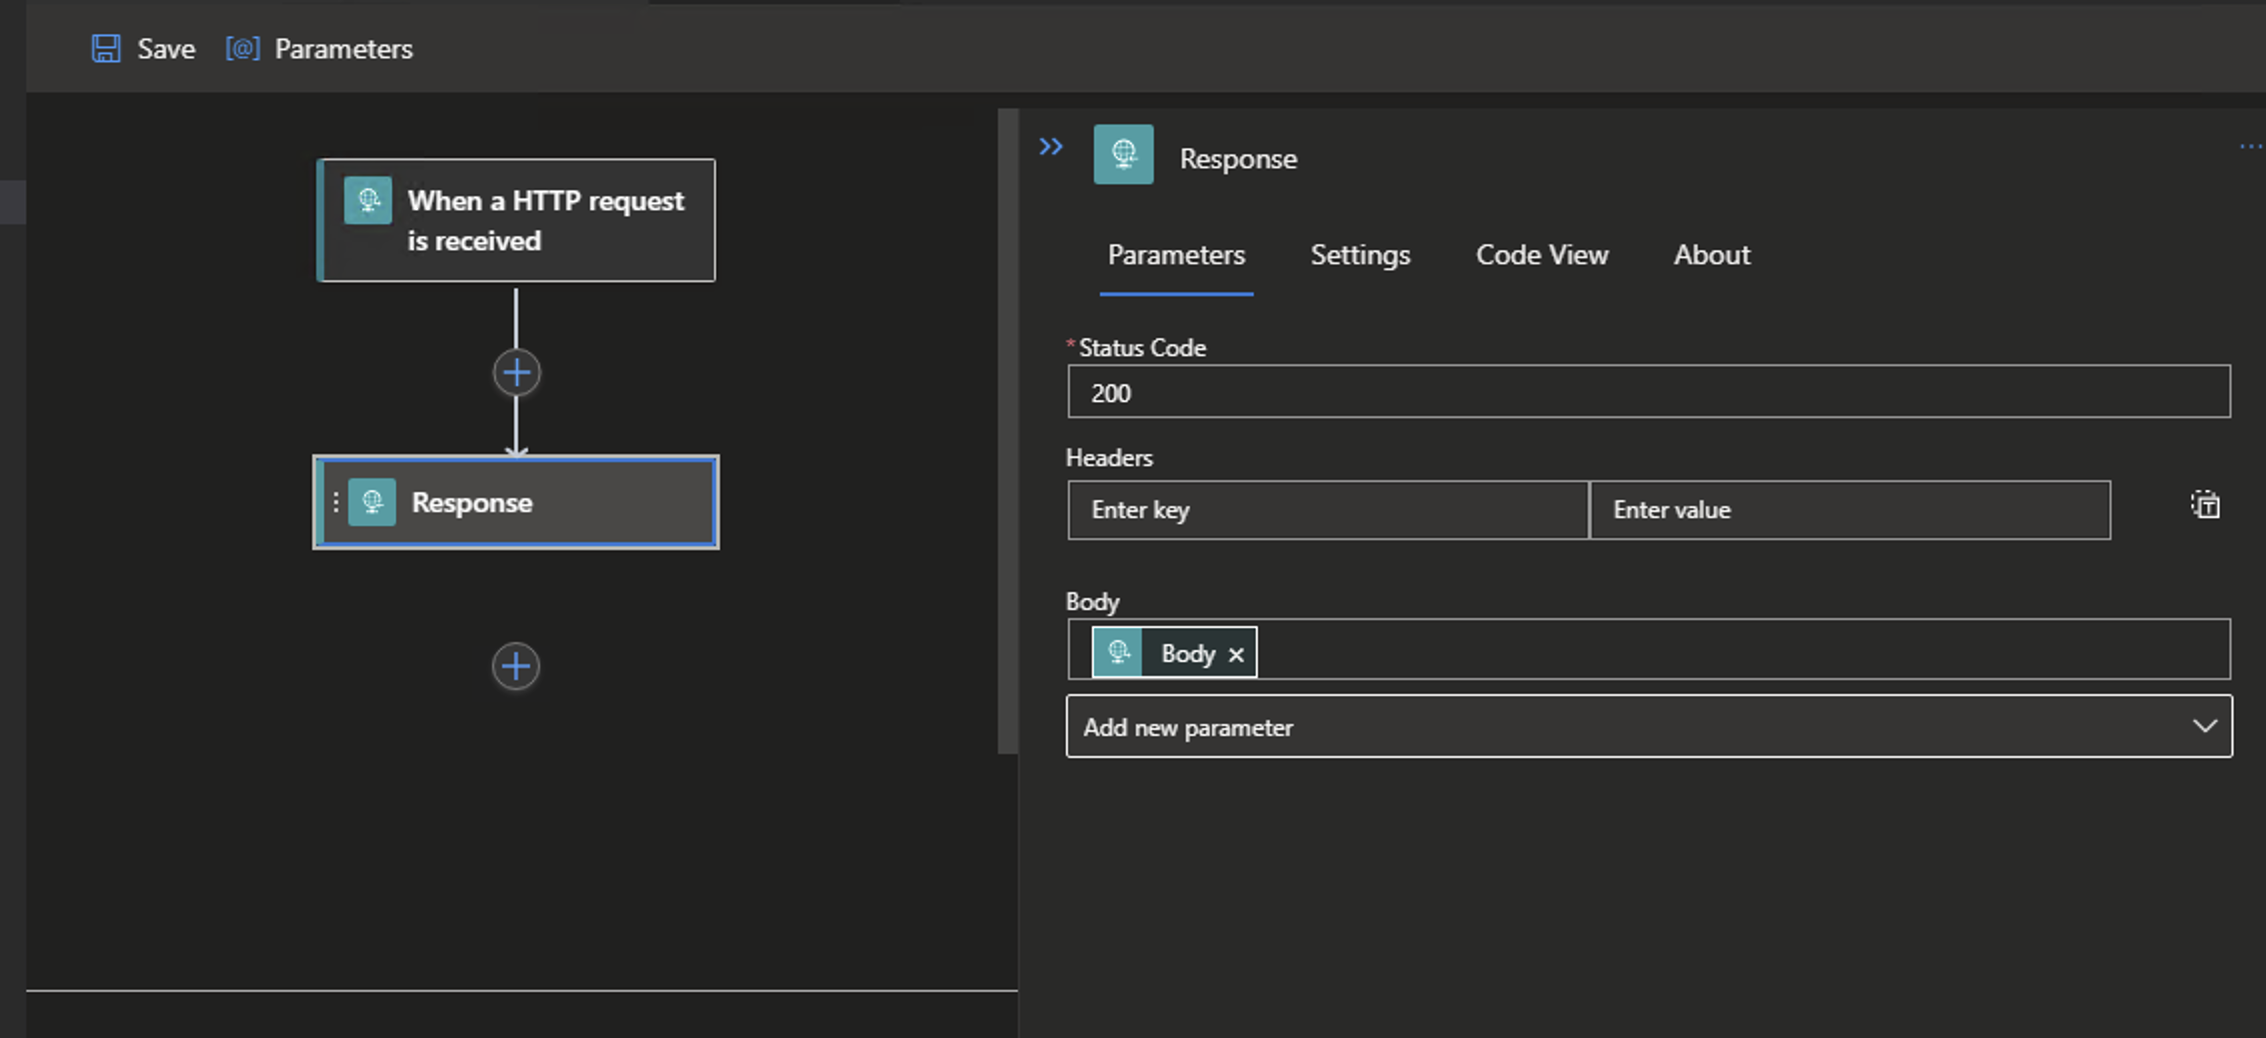 Save
Parameters
When a HTTP request
is received
Response
Response
Parameters
Settings
Code View
About
*Status Code
200
Headers
Enter key
Enter value
Body
Body
Add new parameter